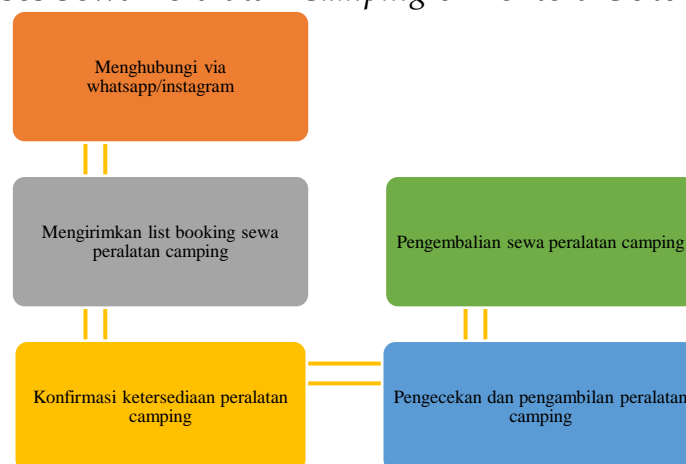 Menghubungi via
whatsapp/instagram
Mengirimkan list booking sewa
peralatan camping
Konfirmasi ketersediaan peralatan
camping
Pengecekan dan pengambilan peralatan
camping
Pengembalian sewa peralatan camping